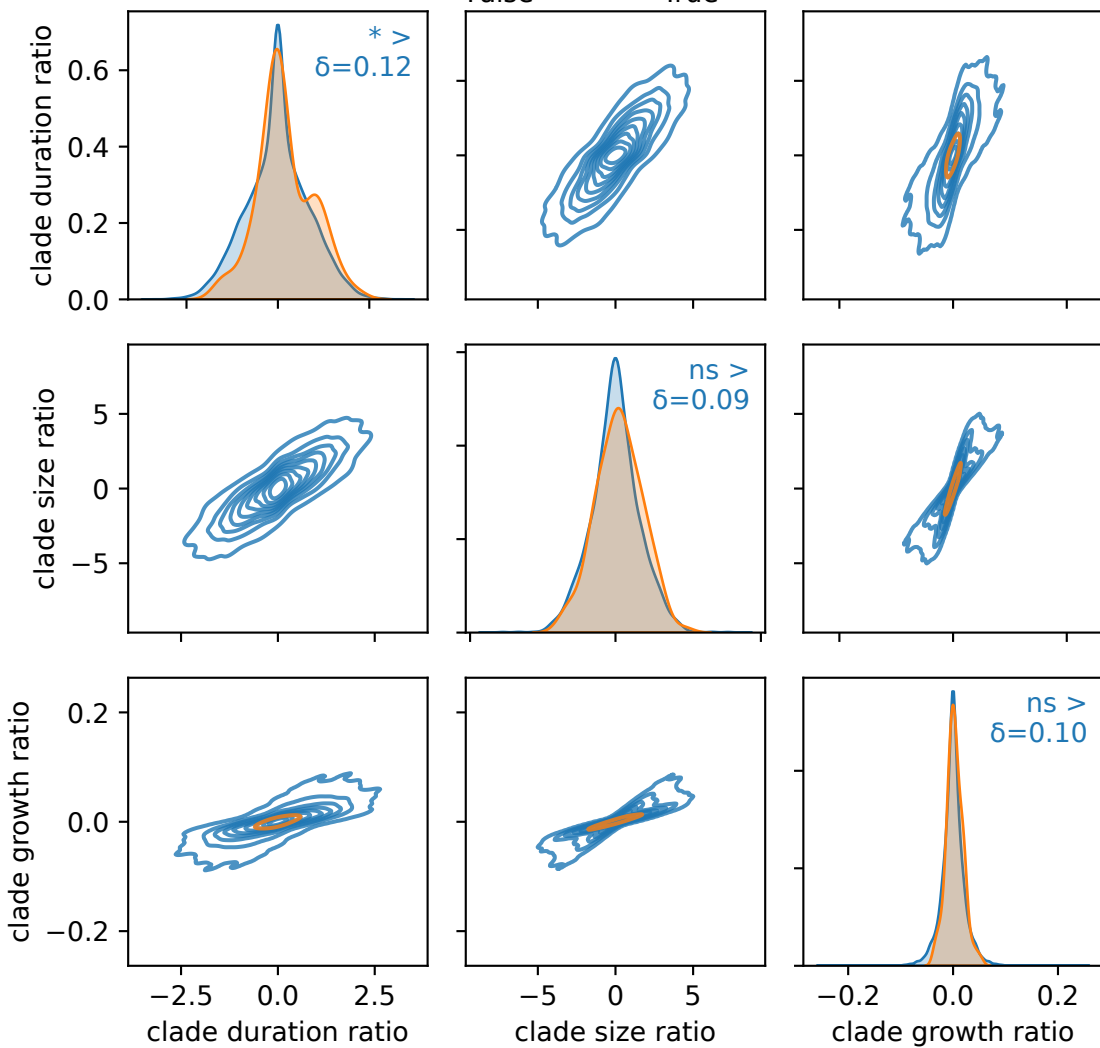 clade duration ratio
0.6
0.4
0.2
0.0
* >
δ=0.12
clade size ratio
5
0
−5
ns >
δ=0.09
clade growth ratio
0.2
0.0
−0.2
ns >
δ=0.10
−2.5 0.0 2.5
−5 0 5
−0.2 0.0 0.2
clade duration ratio
clade size ratio
clade growth ratio